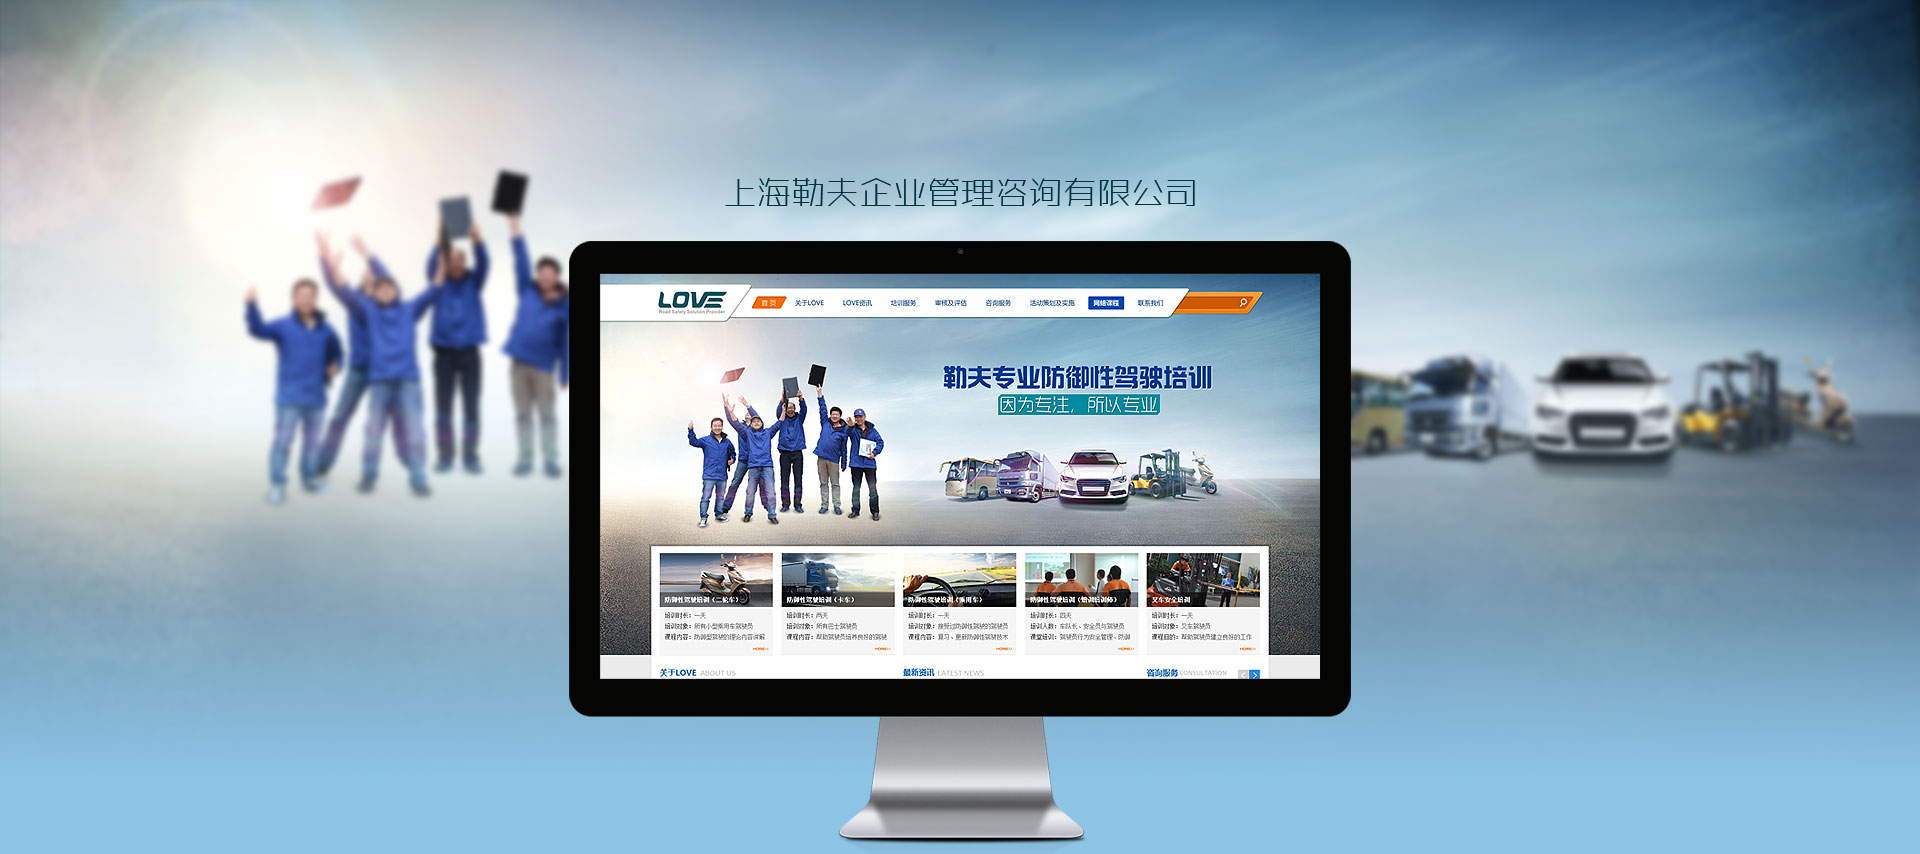 上海勒夫企业管理咨询有限公司
LOVE
Road Safety Solution Provider
首 页 关于LOVE LOVE资讯 培训服务 审核及评估 咨询服务 活动策划及实施 网络课程 联系我们
勒夫专业防御性驾驶培训
因为专注，所以专业
防御性驾驶培训（二轮车）
培训时长：一天
培训对象：所有小型乘用车驾驶员
课程内容：防御型驾驶的理论内容讲解
MORE>>
防御性驾驶培训（卡车）
培训时长：两天
培训对象：所有巴士驾驶员
课程内容：帮助驾驶员培养良好的驾驶
MORE>>
防御性驾驶培训（乘用车）
培训时长：一天
培训对象：接受过防御性驾驶的驾驶员
课程内容：复习、更新防御性驾驶技术
MORE>>
防御性驾驶培训（培训培训师）
培训时长：四天
培训人数：车队长、安全员与驾驶员
课堂培训：驾驶员行为安全管理、防御
MORE>>
叉车安全培训
培训时长：一天
培训对象：叉车驾驶员
课程目的：帮助驾驶员建立良好的工作
MORE>>
关于LOVE ABOUT US
最新资讯 LATEST NEWS
咨询服务 CONSULTATION